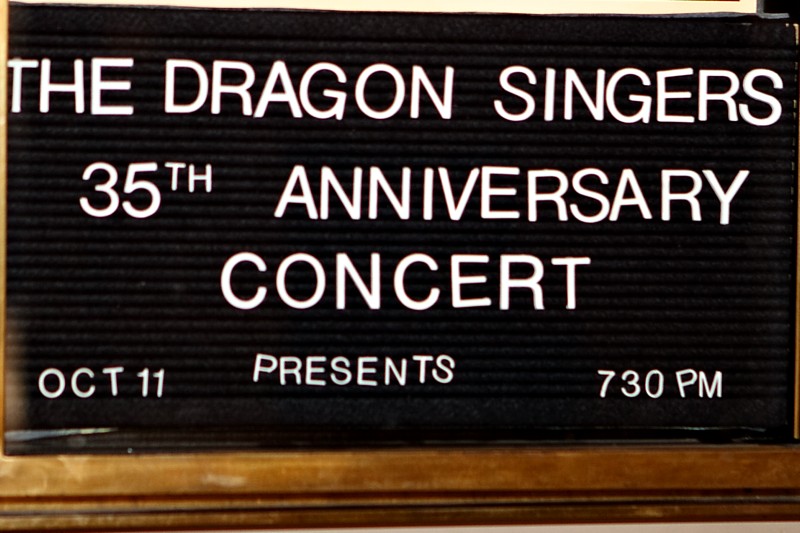 THE DRAGON SINGERS
35TH ANNIVERSARY
CONCERT
OCT 11 PRESENTS 730 PM